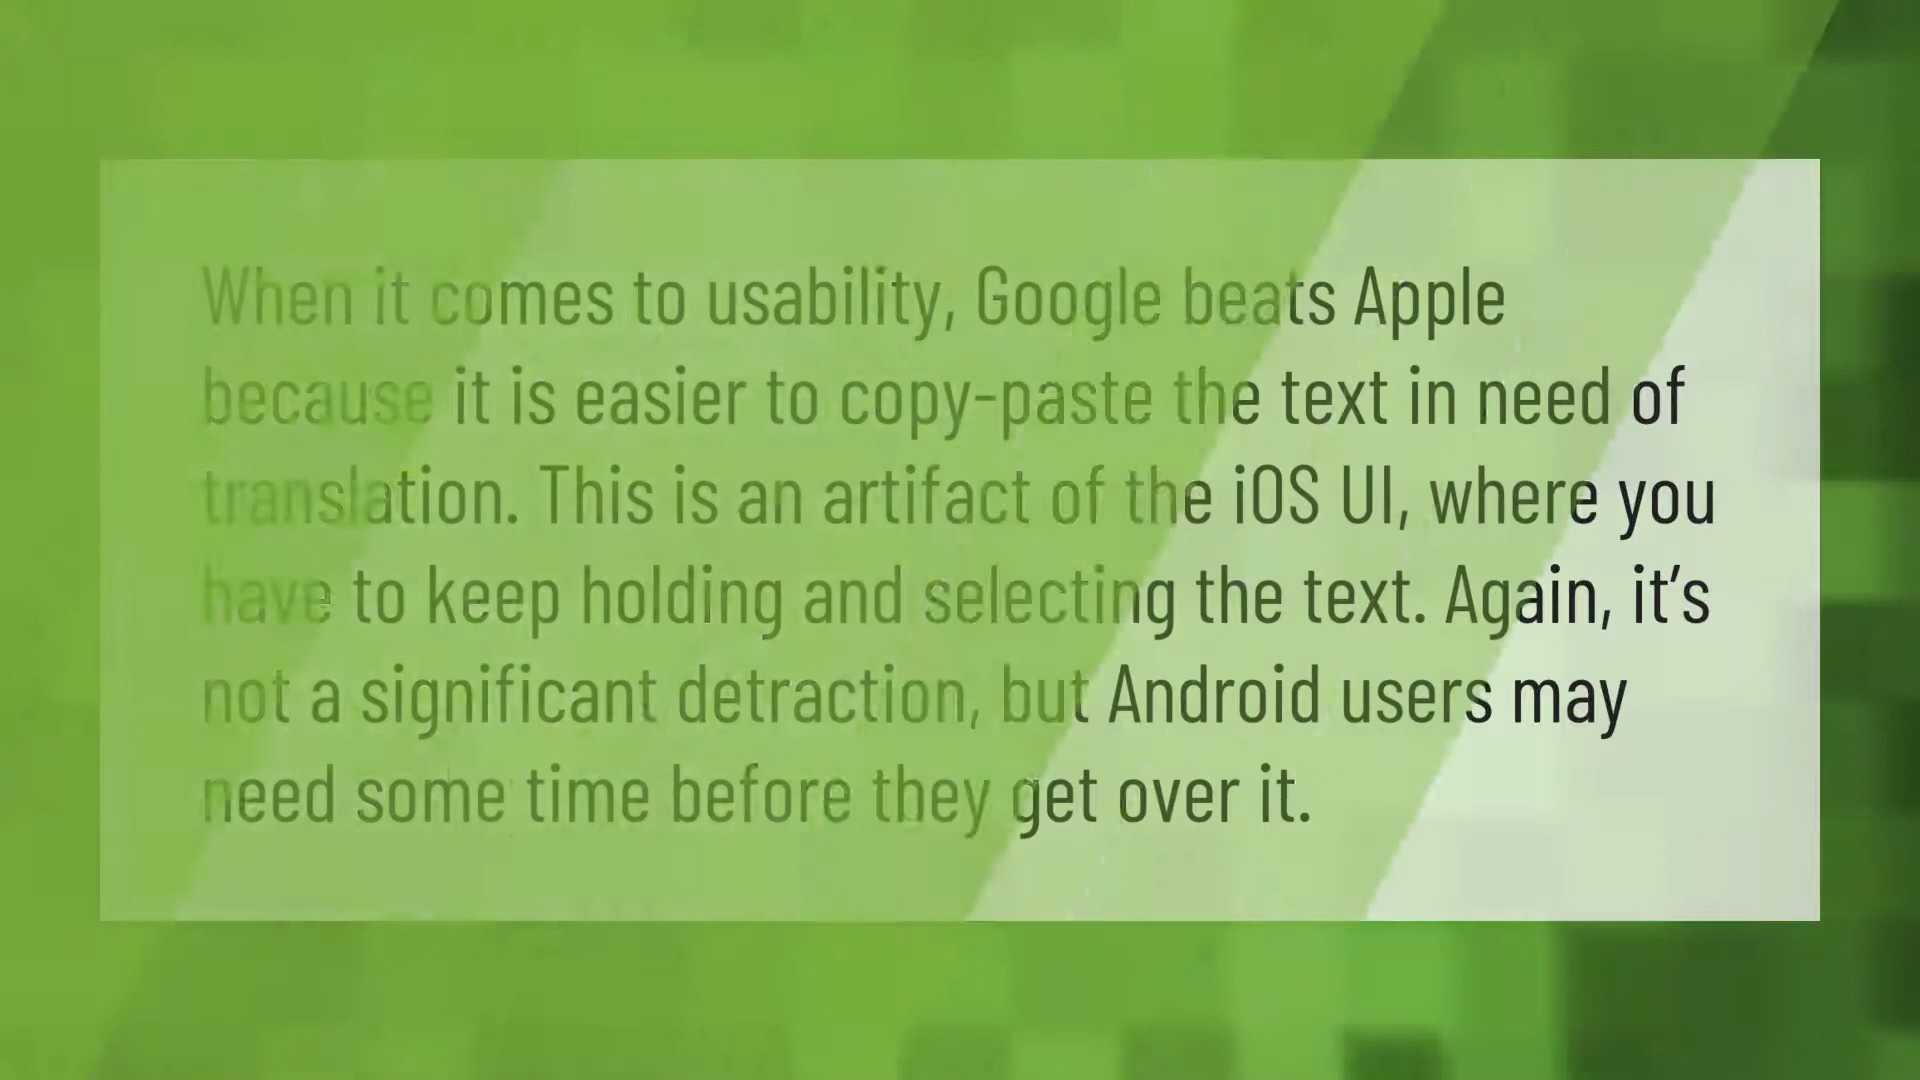 When it comes to usability, Google beats Apple
because it is easier to copy-paste the text in need of
translation. This is an artifact of the iOS UI, where you
have to keep holding and selecting the text. Again, it’s
not a significant detraction, but Android users may
need some time before they get over it.